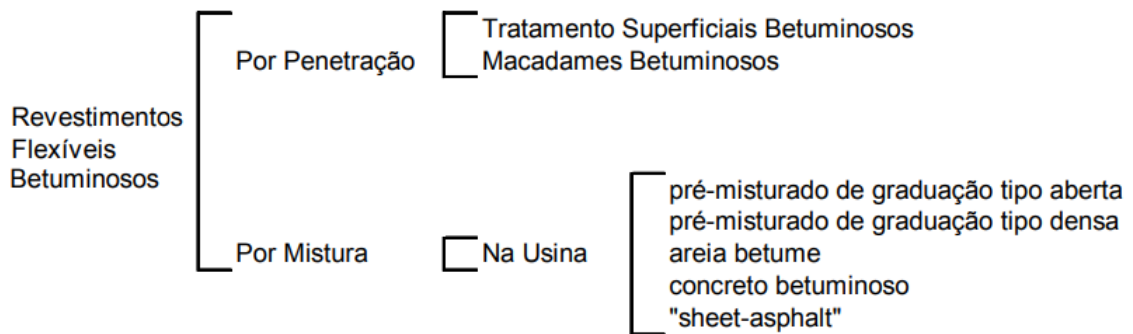 Revestimentos
Flexíveis
Betuminosos
Por Penetração
Tratamento Superficiais Betuminosos
Macadames Betuminosos
Por Mistura
Na Usina
pré-misturado de graduação tipo aberta
pré-misturado de graduação tipo densa
areia betume
concreto betuminoso
"sheet-asphalt"